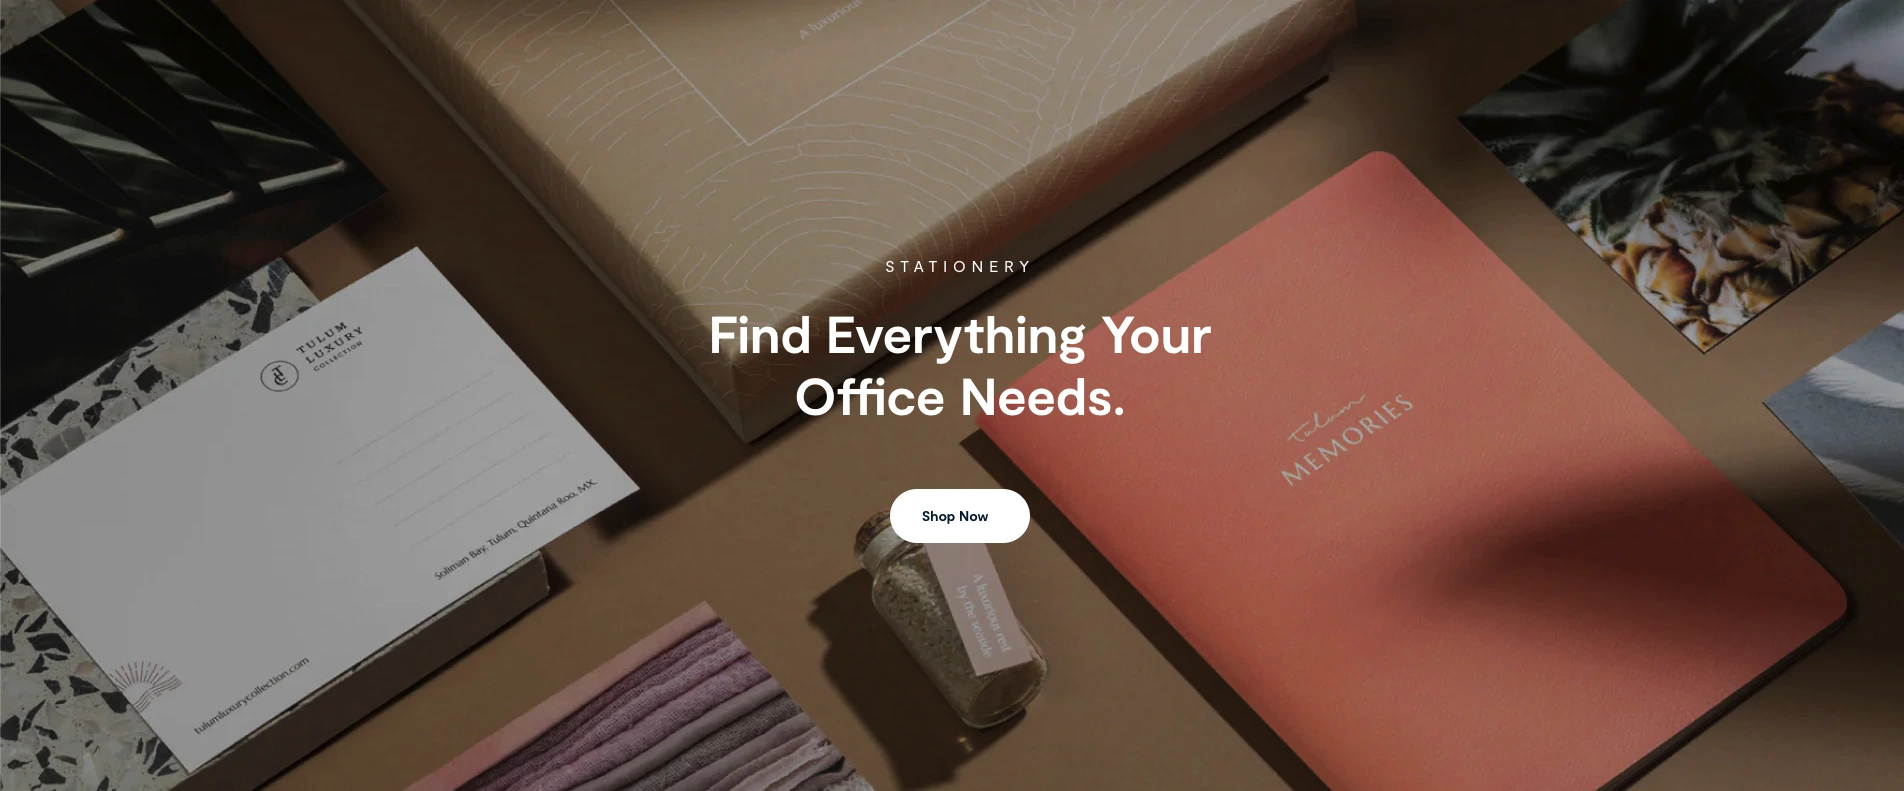 A luxurious
STATIONERY
Find Everything Your
Office Needs.
Shop Now
TULUM
LUXURY
COLLECTION
TLC
Soliman Bay, Tulum, Quintana Roo, MX.
tulumluxurycollection.com
tulum
MEMORIES
A luxurious rest
by the seaside